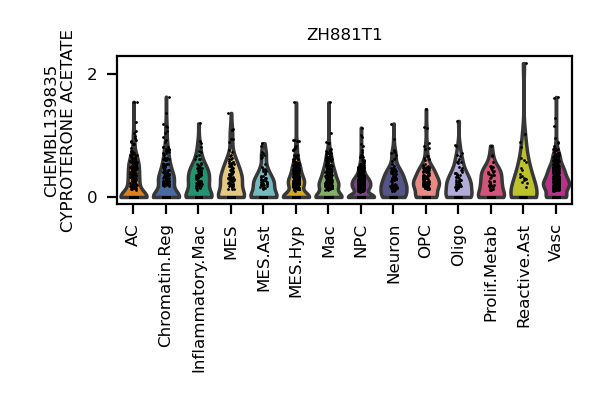 ZH881T1
CHEMBL139835
CYPROTERONE ACETATE
2
0
AC
Chromatin.Reg
Inflammatory.Mac
MES
MES.Ast
MES.Hyp
Mac
NPC
Neuron
OPC
Oligo
Prolif.Metab
Reactive.Ast
Vasc